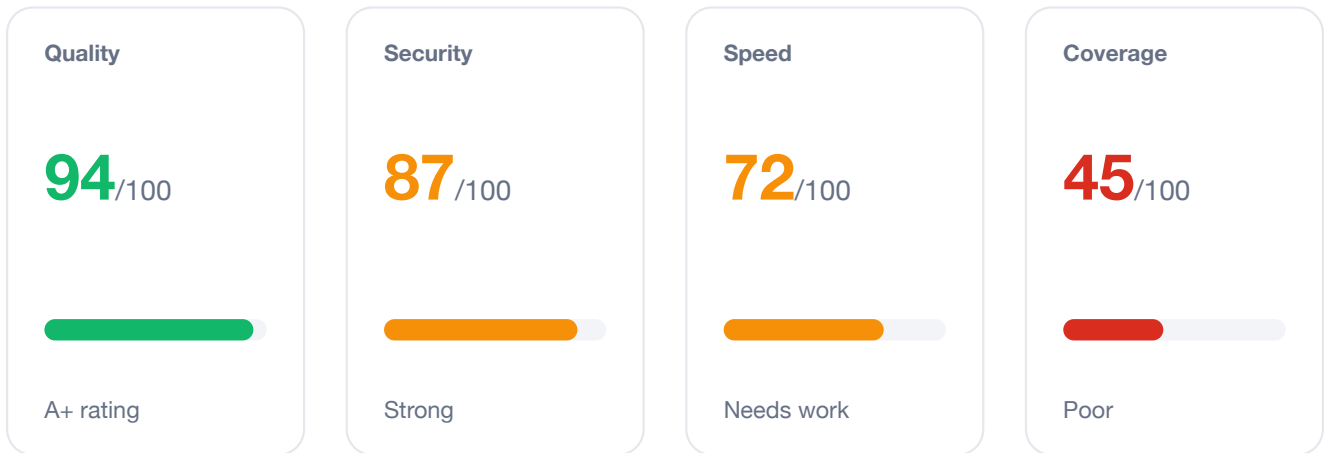 Quality
94/100
A+ rating
Security
87/100
Strong
Speed
72/100
Needs work
Coverage
45/100
Poor